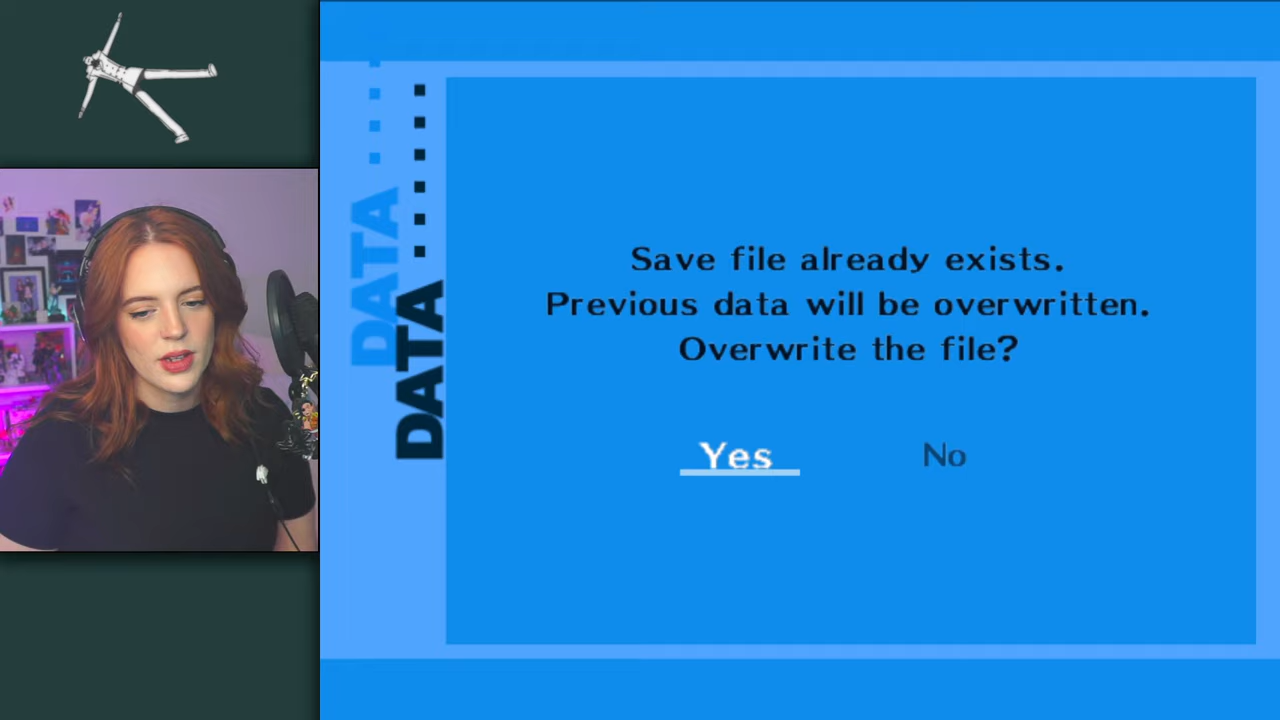 DATA
DATA
Save file already exists.
Previous data will be overwritten.
Overwrite the file?
Yes
No